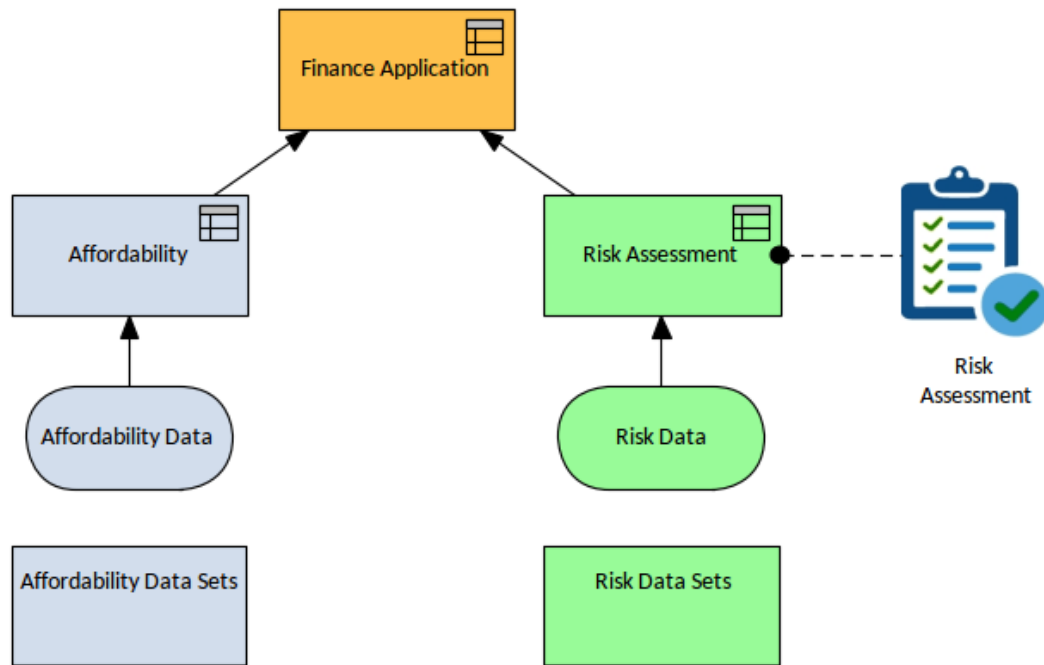 Finance Application
Affordability
Risk Assessment
Risk
Assessment
Affordability Data
Risk Data
Affordability Data Sets
Risk Data Sets